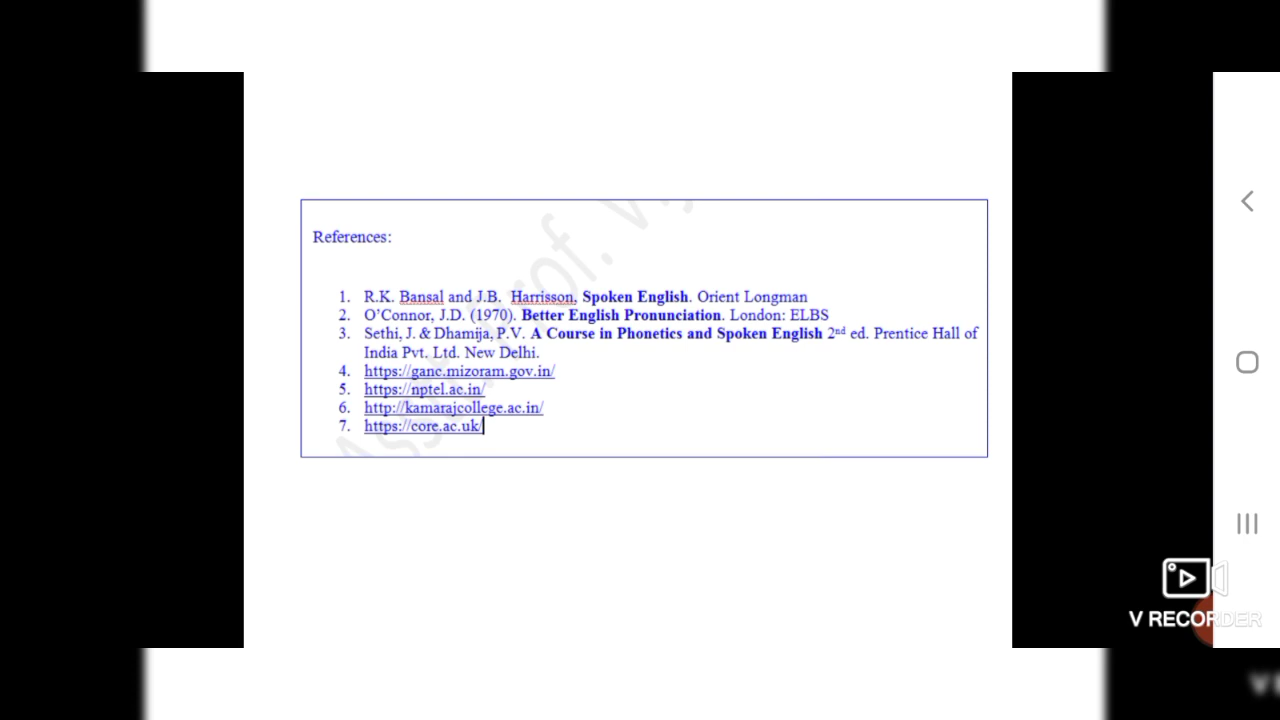 References:
1. R.K. Bansal and J.B. Harrisson, Spoken English. Orient Longman
2. O'Connor, J.D. (1970). Better English Pronunciation. London: ELBS
3. Sethi, J. & Dhamija, P.V. A Course in Phonetics and Spoken English 2nd ed. Prentice Hall of
India Pvt. Ltd. New Delhi.
4. https://ganc.mizoram.gov.in/
5. https://nptel.ac.in/
6. http://kamarajcollege.ac.in/
7. https://core.ac.uk/
V RECORDER